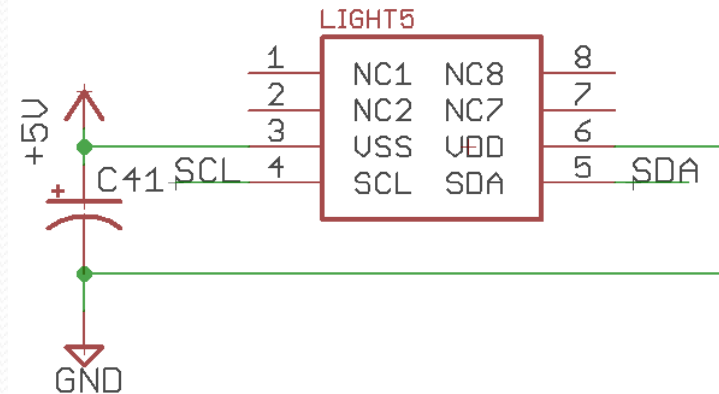 LIGHT5
1 NC1 NC8 8
2 NC2 NC7 7
+5V 3 VSS VDD 6
C41 SCL 4 SCL SDA 5 SDA
+
GND